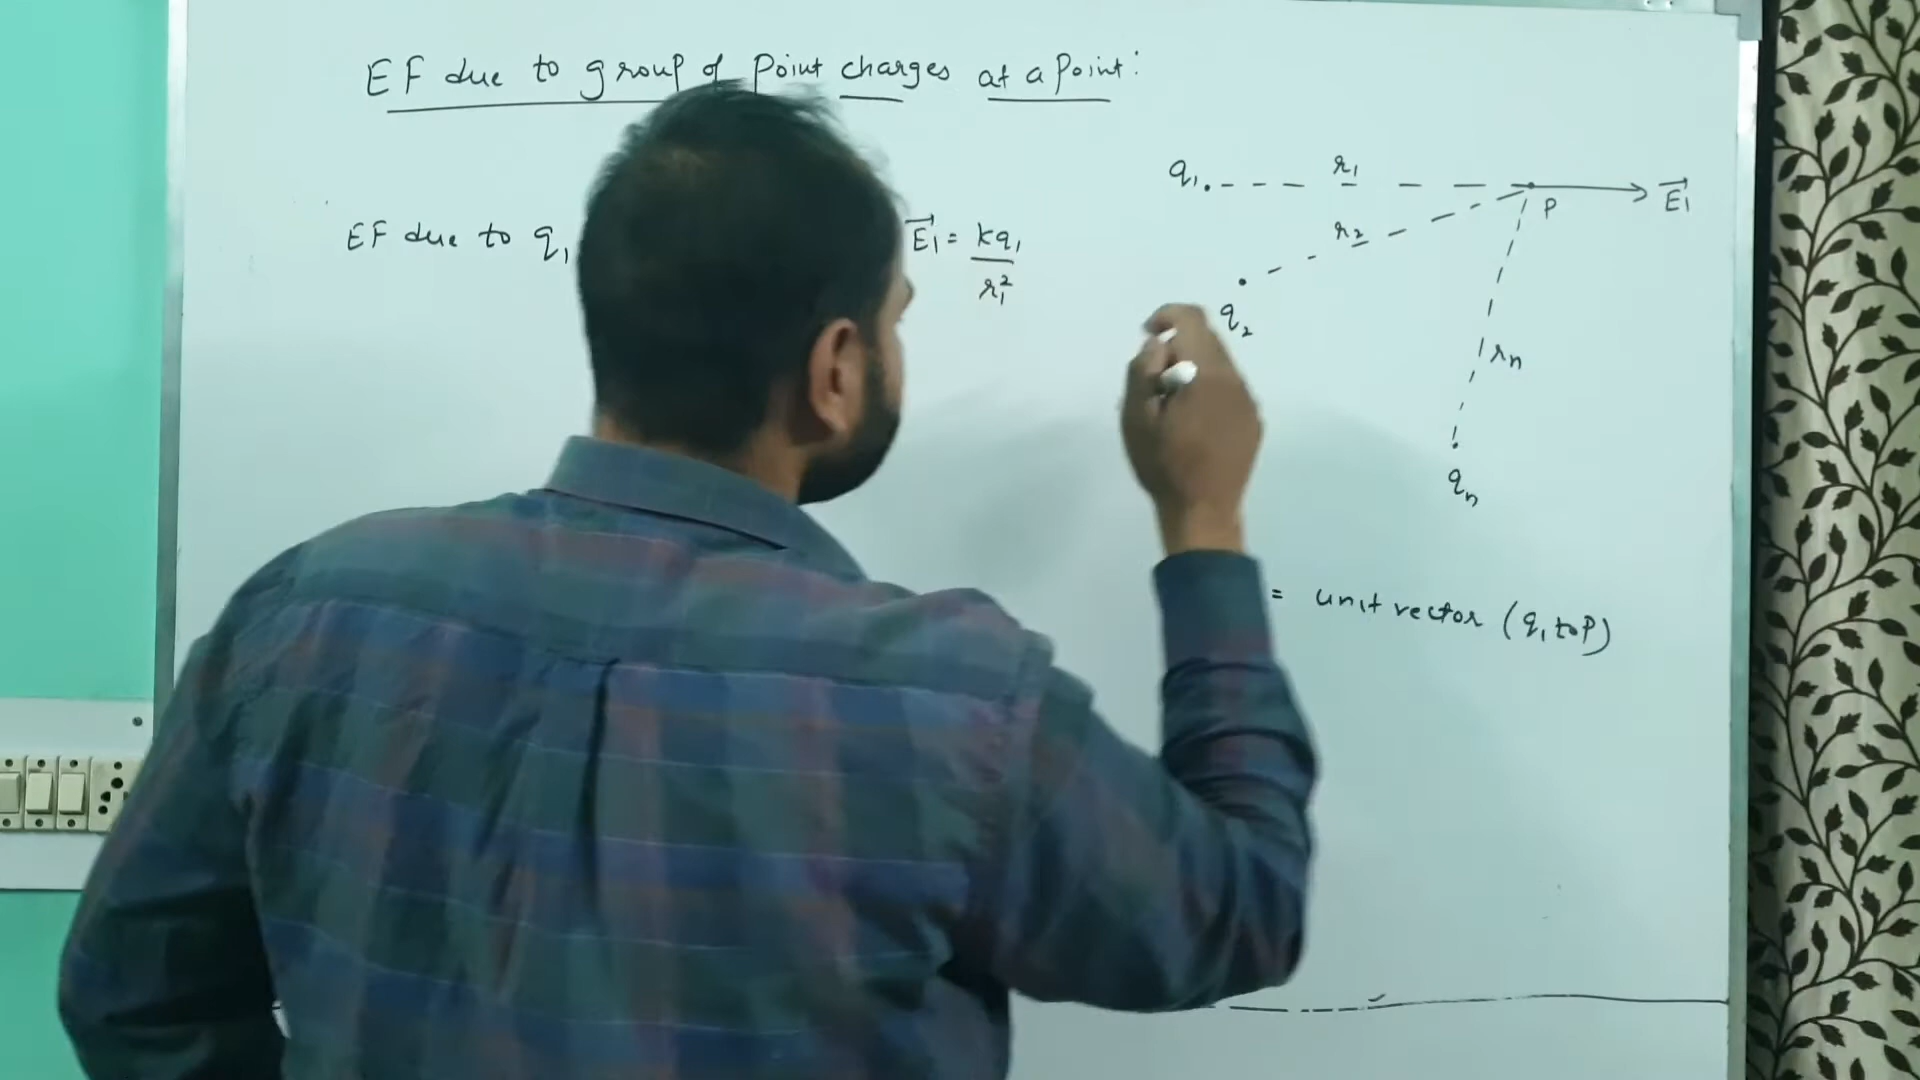 EF due to group of Point charges at a Point:
q1 r1 E1
P
EF due to q1 E1 = kq1 / r1²
r2
q2
rn
qn
= unit vector (q1 to P)